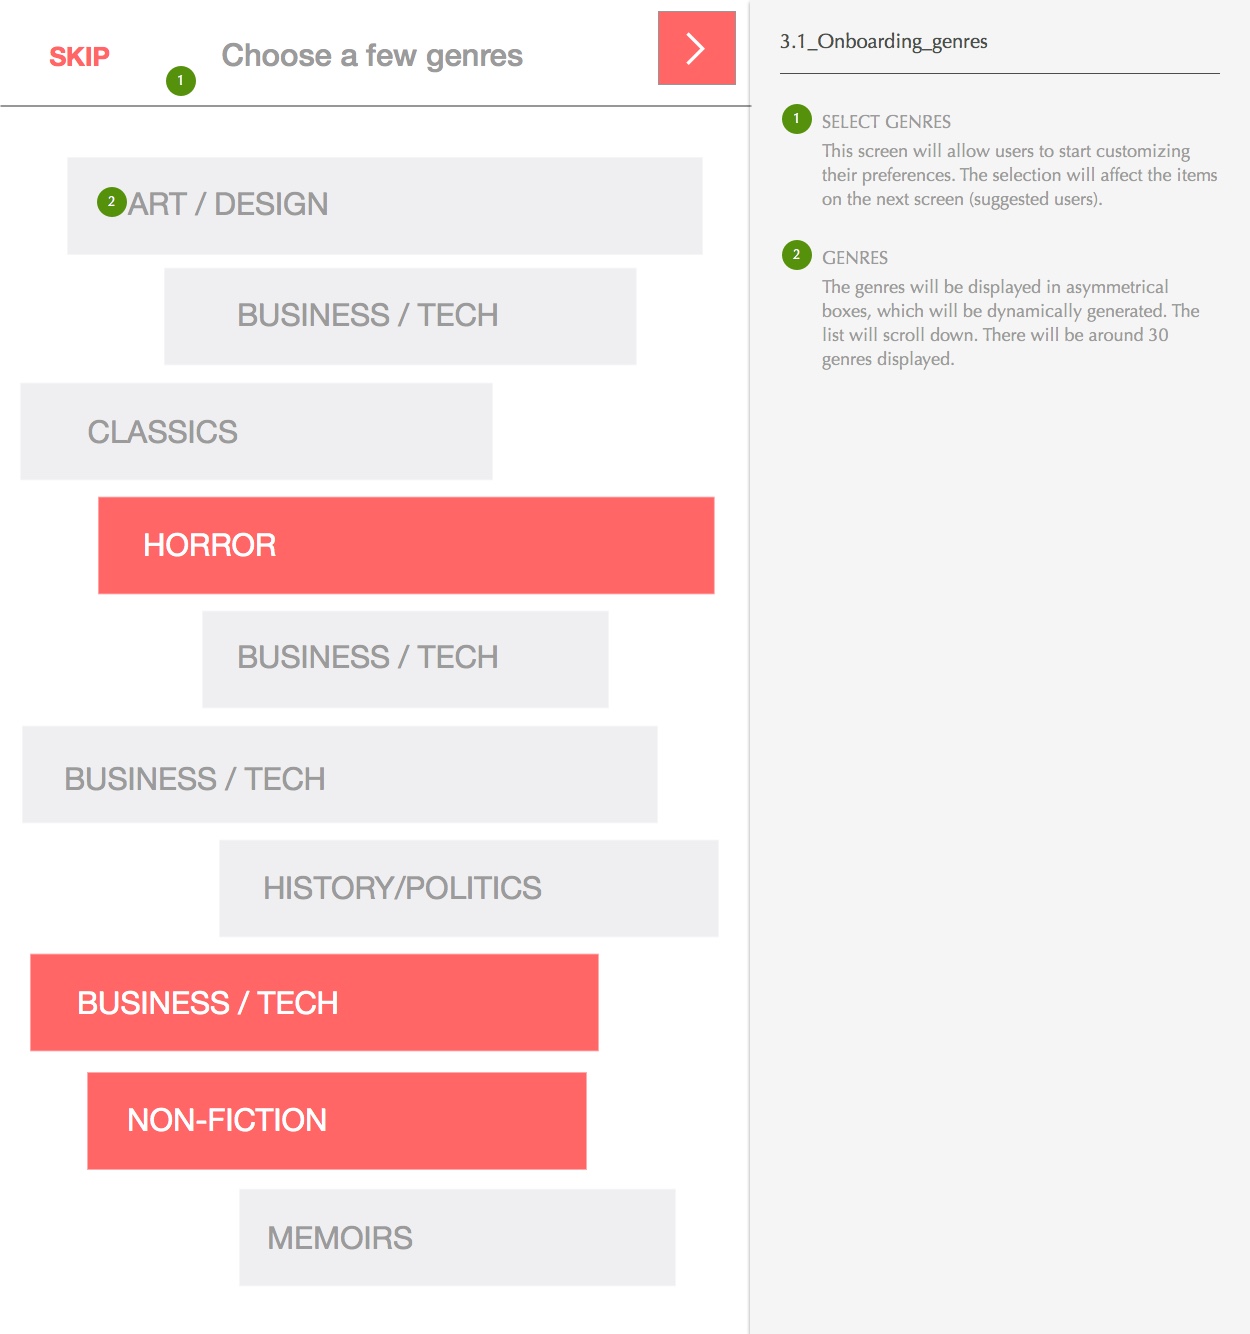 SKIP
Choose a few genres
1
2
ART / DESIGN
BUSINESS / TECH
CLASSICS
HORROR
BUSINESS / TECH
BUSINESS / TECH
HISTORY/POLITICS
BUSINESS / TECH
NON-FICTION
MEMOIRS
3.1_Onboarding_genres
1
SELECT GENRES
This screen will allow users to start customizing
their preferences. The selection will affect the items
on the next screen (suggested users).
2
GENRES
The genres will be displayed in asymmetrical
boxes, which will be dynamically generated. The
list will scroll down. There will be around 30
genres displayed.